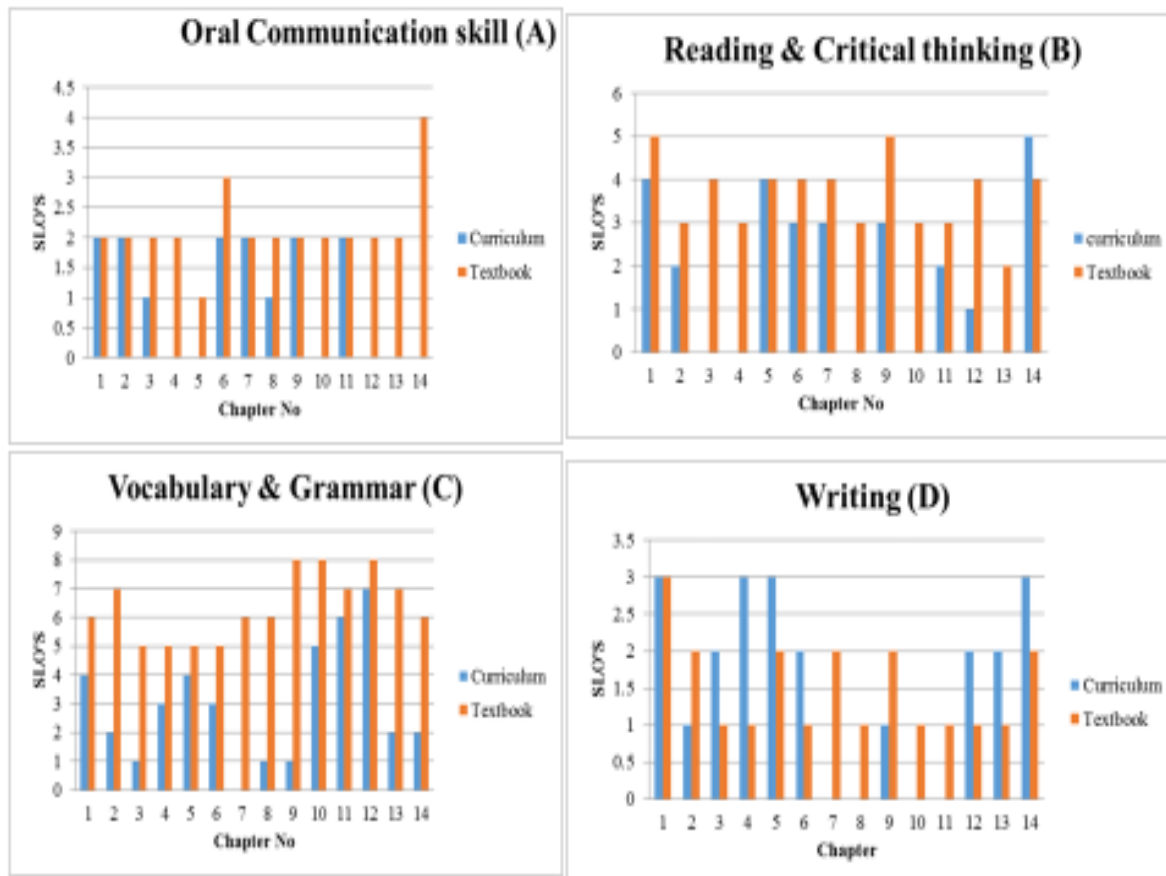 Oral Communication skill (A)
4.5
4
3.5
3
2.5
2
1.5
1
0.5
0
SLO'S
1 2 3 4 5 6 7 8 9 10 11 12 13 14
Chapter No
Curriculum
Textbook
Reading & Critical thinking (B)
6
5
4
3
2
1
0
SLO'S
1 2 3 4 5 6 7 8 9 10 11 12 13 14
Chapter No
curriculum
Textbook
Vocabulary & Grammar (C)
9
8
7
6
5
4
3
2
1
0
SLO'S
1 2 3 4 5 6 7 8 9 10 11 12 13 14
Chapter No
Curriculum
Textbook
Writing (D)
3.5
3
2.5
2
1.5
1
0.5
0
SLO'S
1 2 3 4 5 6 7 8 9 10 11 12 13 14
Chapter
Curriculum
Textbook